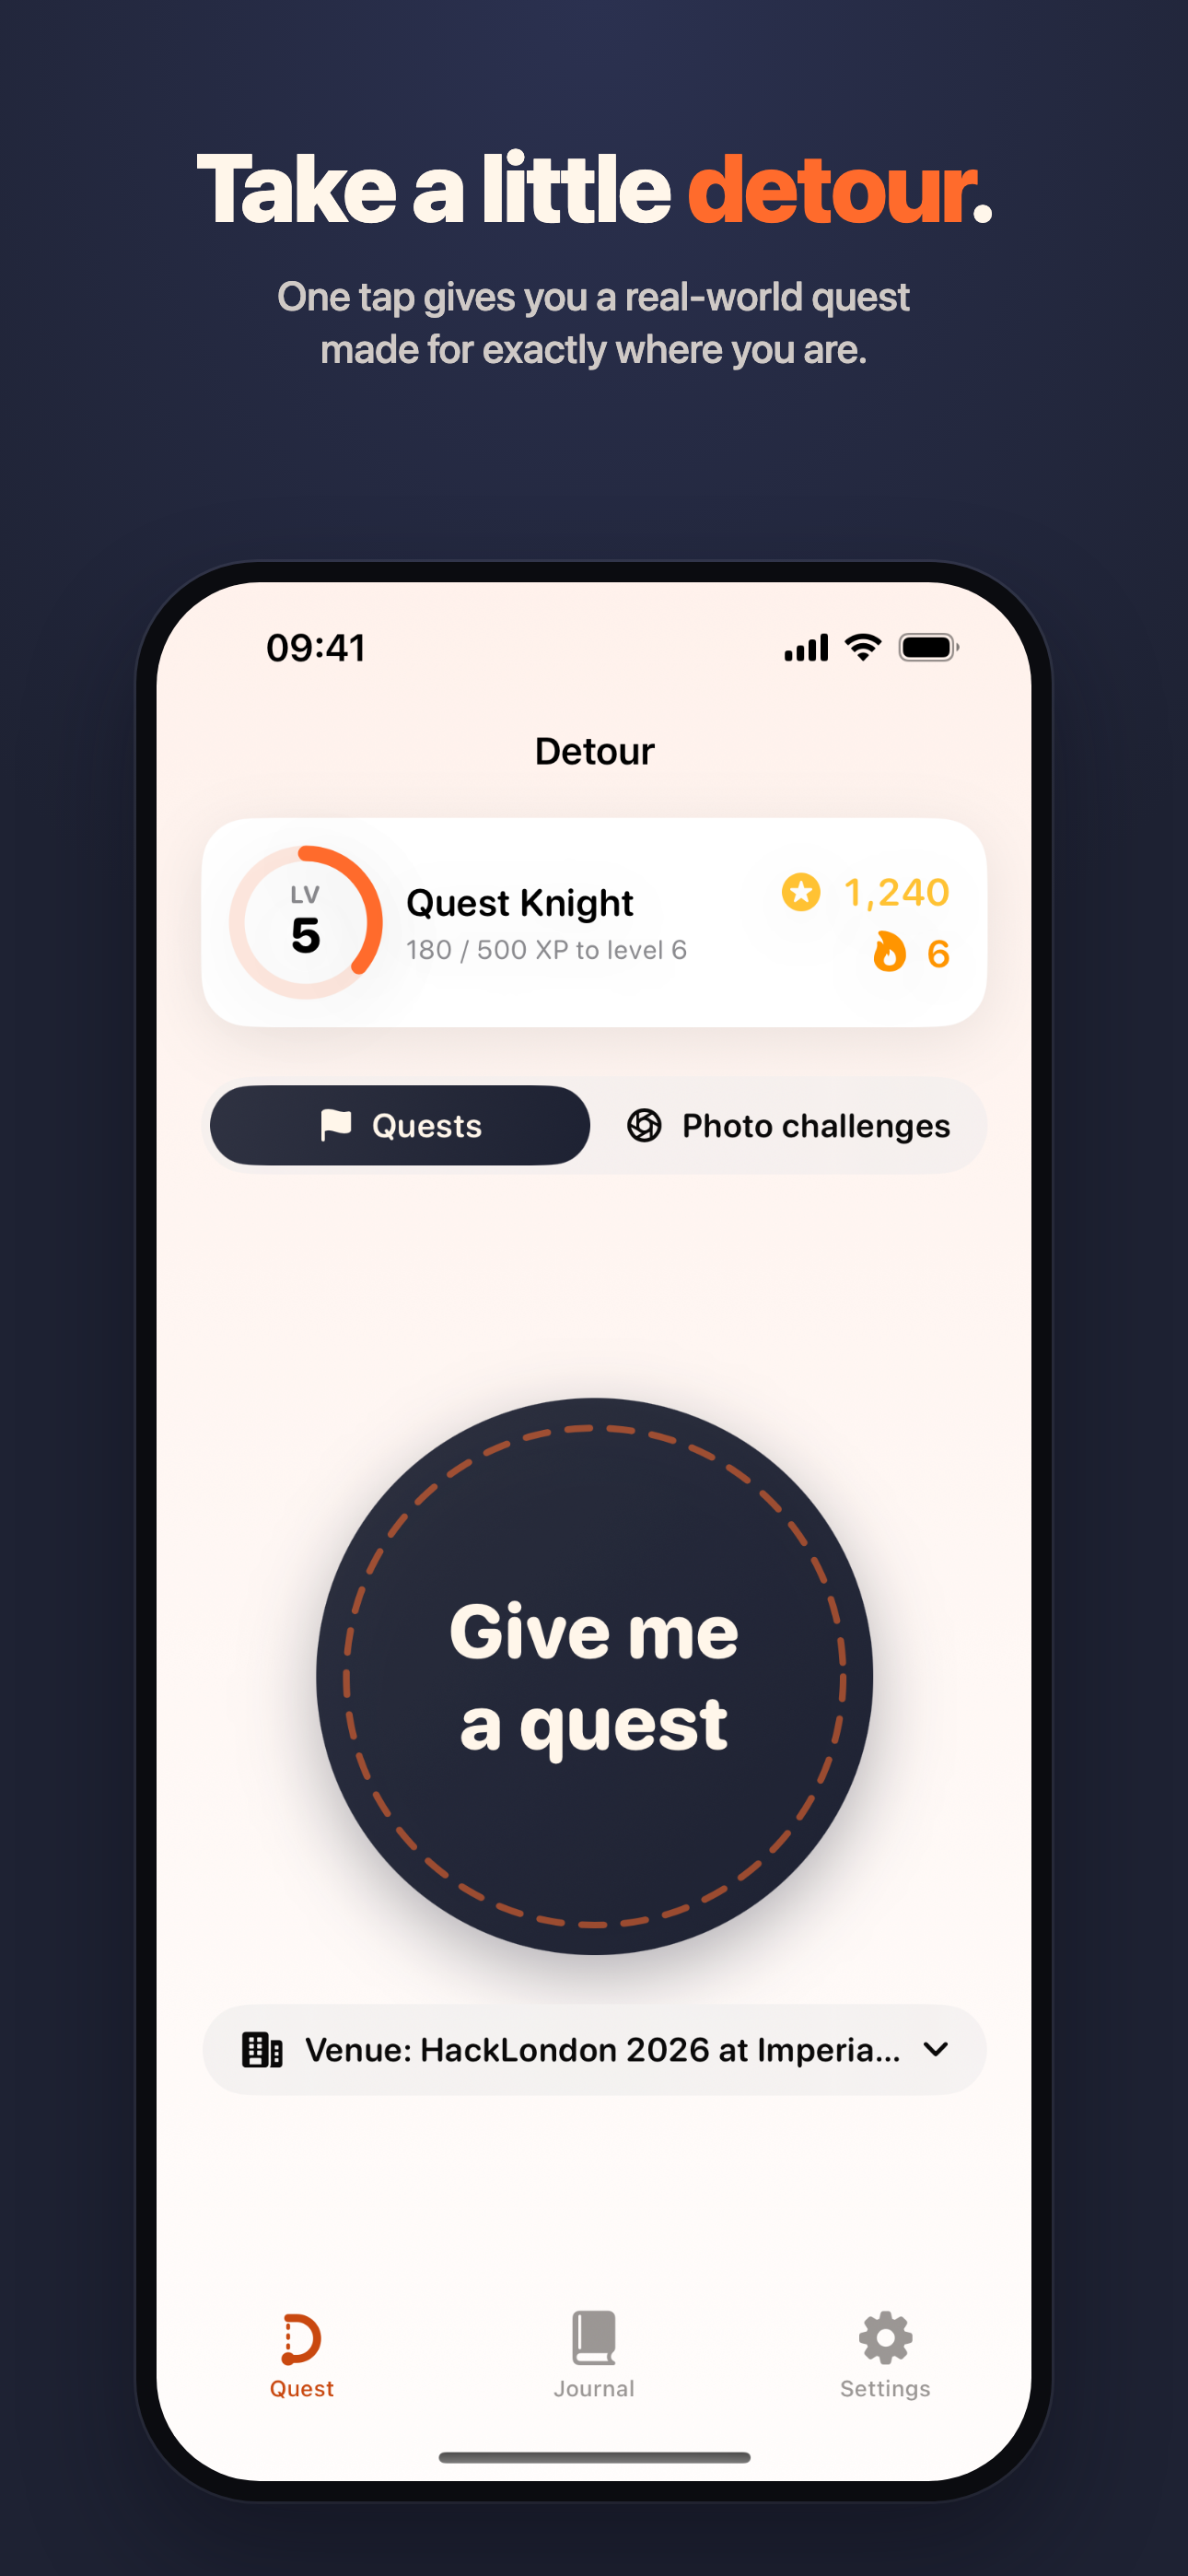 Take a little detour.
One tap gives you a real-world quest
made for exactly where you are.
09:41
Detour
LV
5
Quest Knight
180 / 500 XP to level 6
1,240
6
Quests
Photo challenges
Give me
a quest
Venue: HackLondon 2026 at Imperia...
Quest
Journal
Settings